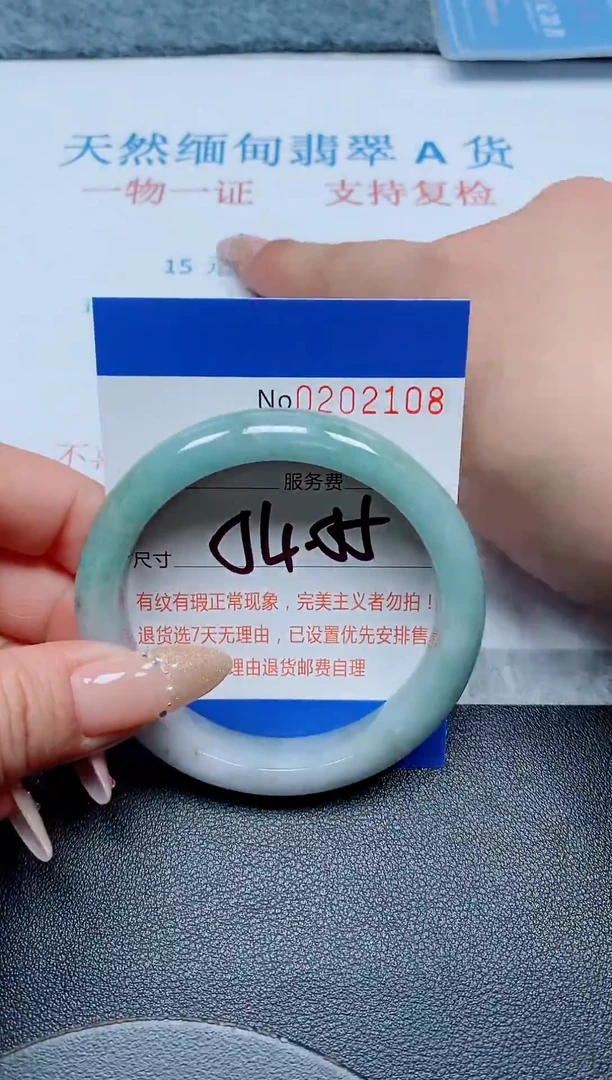 天然缅甸翡翠 A 货
一物一证 支持复检
15 元
No0202108
服务费
尺寸
有纹有瑕正常现象，完美主义者勿拍！
退货选7天无理由，已设置优先安排售
理由退货邮费自理